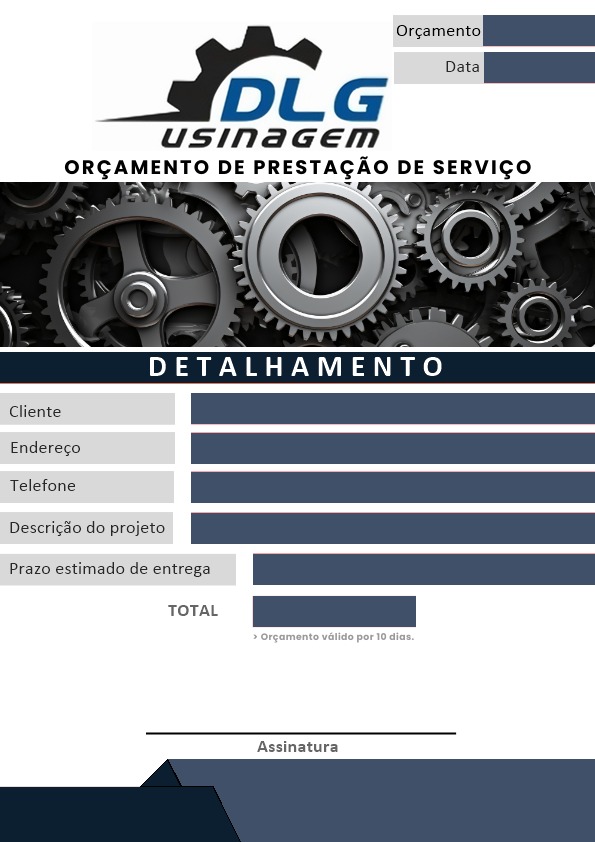 Orçamento
Data
DLG
USINAGEM
ORÇAMENTO DE PRESTAÇÃO DE SERVIÇO
DETALHAMENTO
Cliente
Endereço
Telefone
Descrição do projeto
Prazo estimado de entrega
TOTAL
> Orçamento válido por 10 dias.
Assinatura